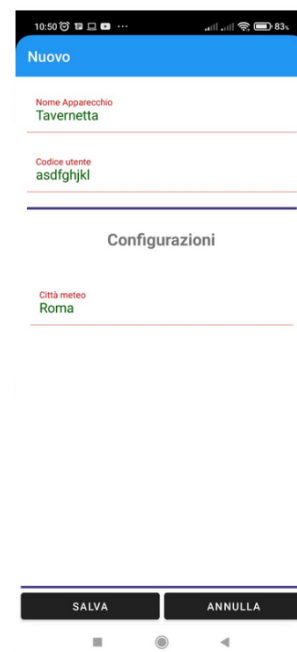 10:50 ... 83%
Nuovo
Nome Apparecchio
Tavernetta
Codice utente
asdfghjkl
Configurazioni
Città meteo
Roma
SALVA ANNULLA